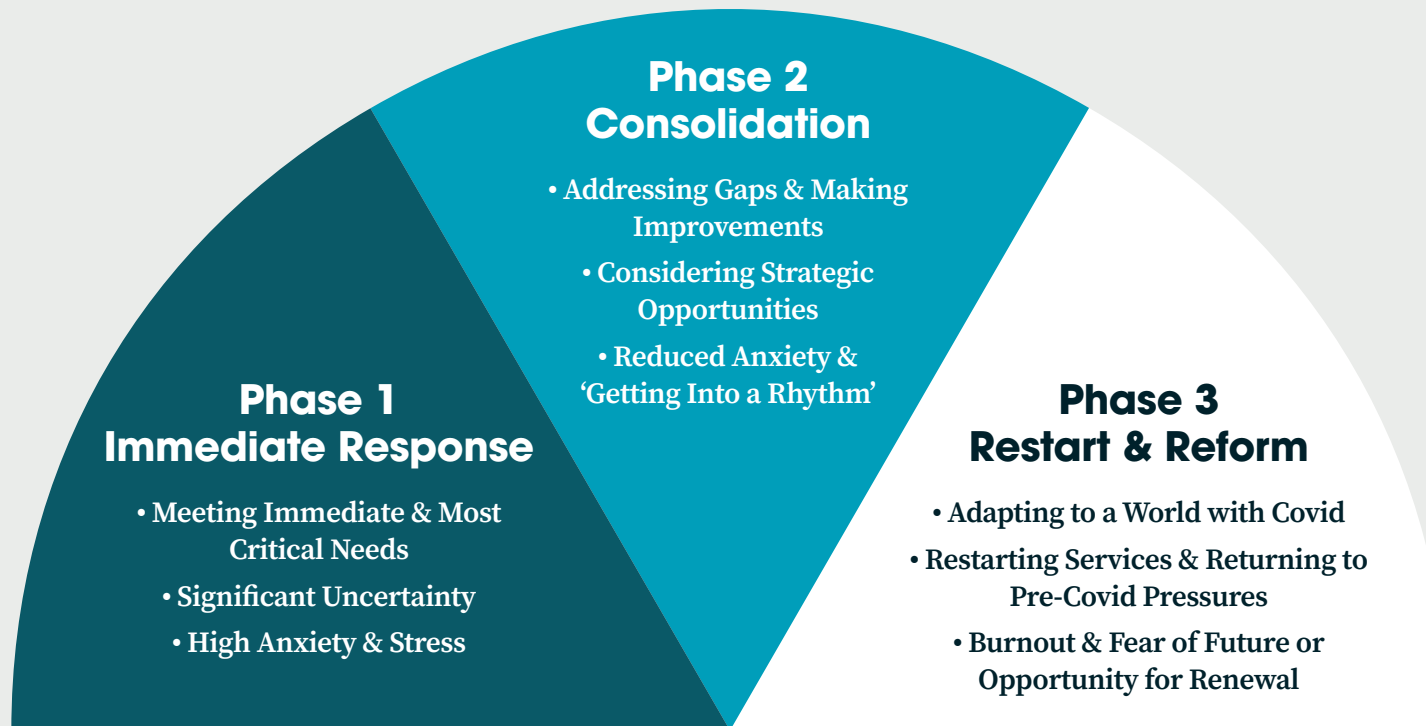 Phase 1
Immediate Response
• Meeting Immediate & Most
Critical Needs
• Significant Uncertainty
• High Anxiety & Stress
Phase 2
Consolidation
• Addressing Gaps & Making
Improvements
• Considering Strategic
Opportunities
• Reduced Anxiety &
‘Getting Into a Rhythm’
Phase 3
Restart & Reform
• Adapting to a World with Covid
• Restarting Services & Returning to
Pre-Covid Pressures
• Burnout & Fear of Future or
Opportunity for Renewal